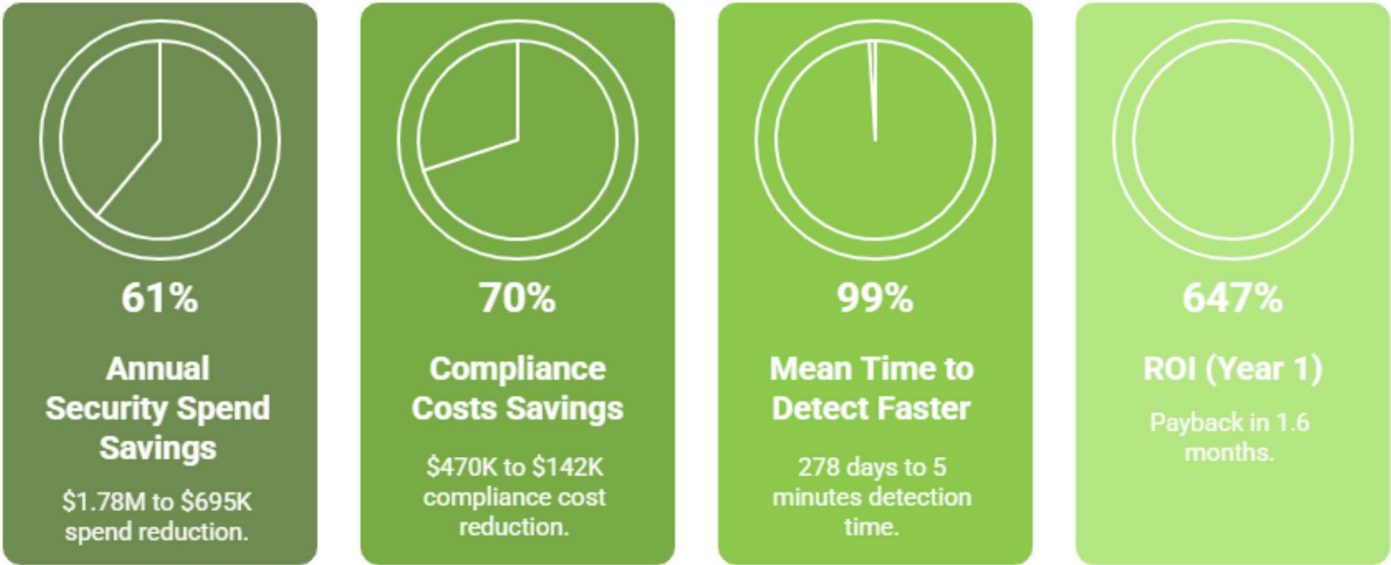 61%
Annual
Security Spend
Savings
$1.78M to $695K
spend reduction.
70%
Compliance
Costs Savings
$470K to $142K
compliance cost
reduction.
99%
Mean Time to
Detect Faster
278 days to 5
minutes detection
time.
647%
ROI (Year 1)
Payback in 1.6
months.